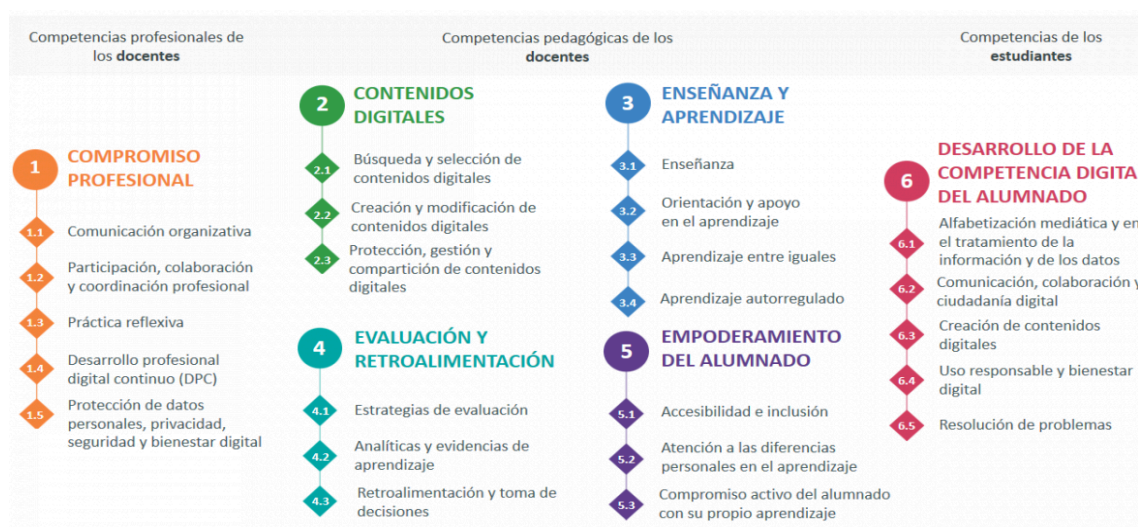 Competencias profesionales de
los docentes
Competencias pedagógicas de los
docentes
Competencias de los
estudiantes
1
COMPROMISO
PROFESIONAL
1.1
Comunicación organizativa
1.2
Participación, colaboración
y coordinación profesional
1.3
Práctica reflexiva
1.4
Desarrollo profesional
digital continuo (DPC)
1.5
Protección de datos
personales, privacidad,
seguridad y bienestar digital
2
CONTENIDOS
DIGITALES
2.1
Búsqueda y selección de
contenidos digitales
2.2
Creación y modificación de
contenidos digitales
2.3
Protección, gestión y
compartición de contenidos
digitales
3
ENSEÑANZA Y
APRENDIZAJE
3.1
Enseñanza
3.2
Orientación y apoyo
en el aprendizaje
3.3
Aprendizaje entre iguales
3.4
Aprendizaje autorregulado
4
EVALUACIÓN Y
RETROALIMENTACIÓN
4.1
Estrategias de evaluación
4.2
Analíticas y evidencias de
aprendizaje
4.3
Retroalimentación y toma de
decisiones
5
EMPODERAMIENTO
DEL ALUMNADO
5.1
Accesibilidad e inclusión
5.2
Atención a las diferencias
personales en el aprendizaje
5.3
Compromiso activo del alumnado
con su propio aprendizaje
6
DESARROLLO DE LA
COMPETENCIA DIGITA
DEL ALUMNADO
6.1
Alfabetización mediática y en
el tratamiento de la
información y de los datos
6.2
Comunicación, colaboración y
ciudadanía digital
6.3
Creación de contenidos
digitales
6.4
Uso responsable y bienestar
digital
6.5
Resolución de problemas